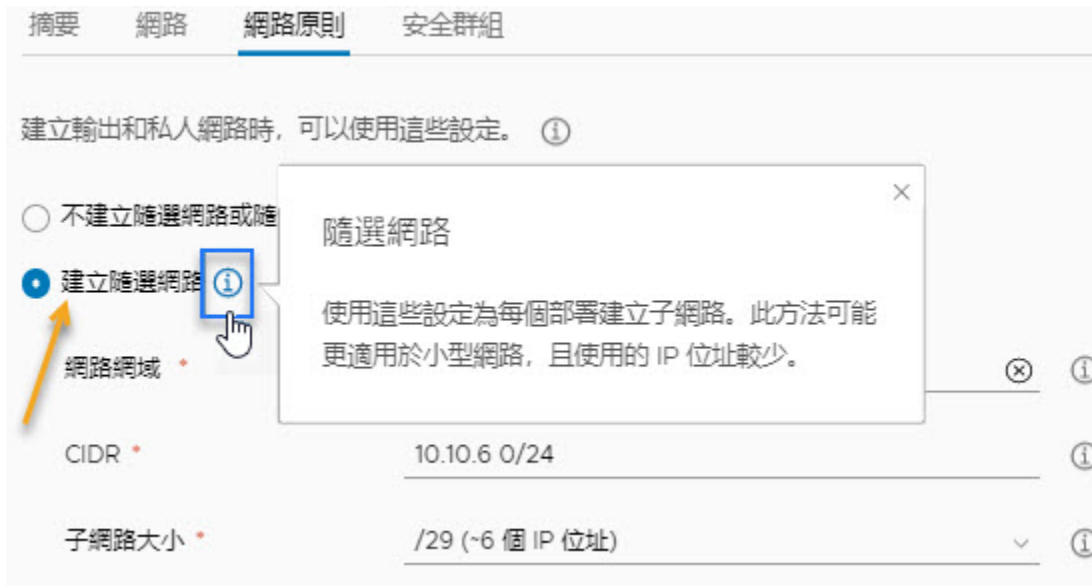 摘要 網路 網路原則 安全群組
建立輸出和私人網路時，可以使用這些設定。
不建立隨選網路或隨
建立隨選網路
隨選網路
使用這些設定為每個部署建立子網路。此方法可能
更適用於小型網路，且使用的 IP 位址較少。
網路網域 *
CIDR * 10.10.6 0/24
子網路大小 * /29 (~6 個 IP 位址)